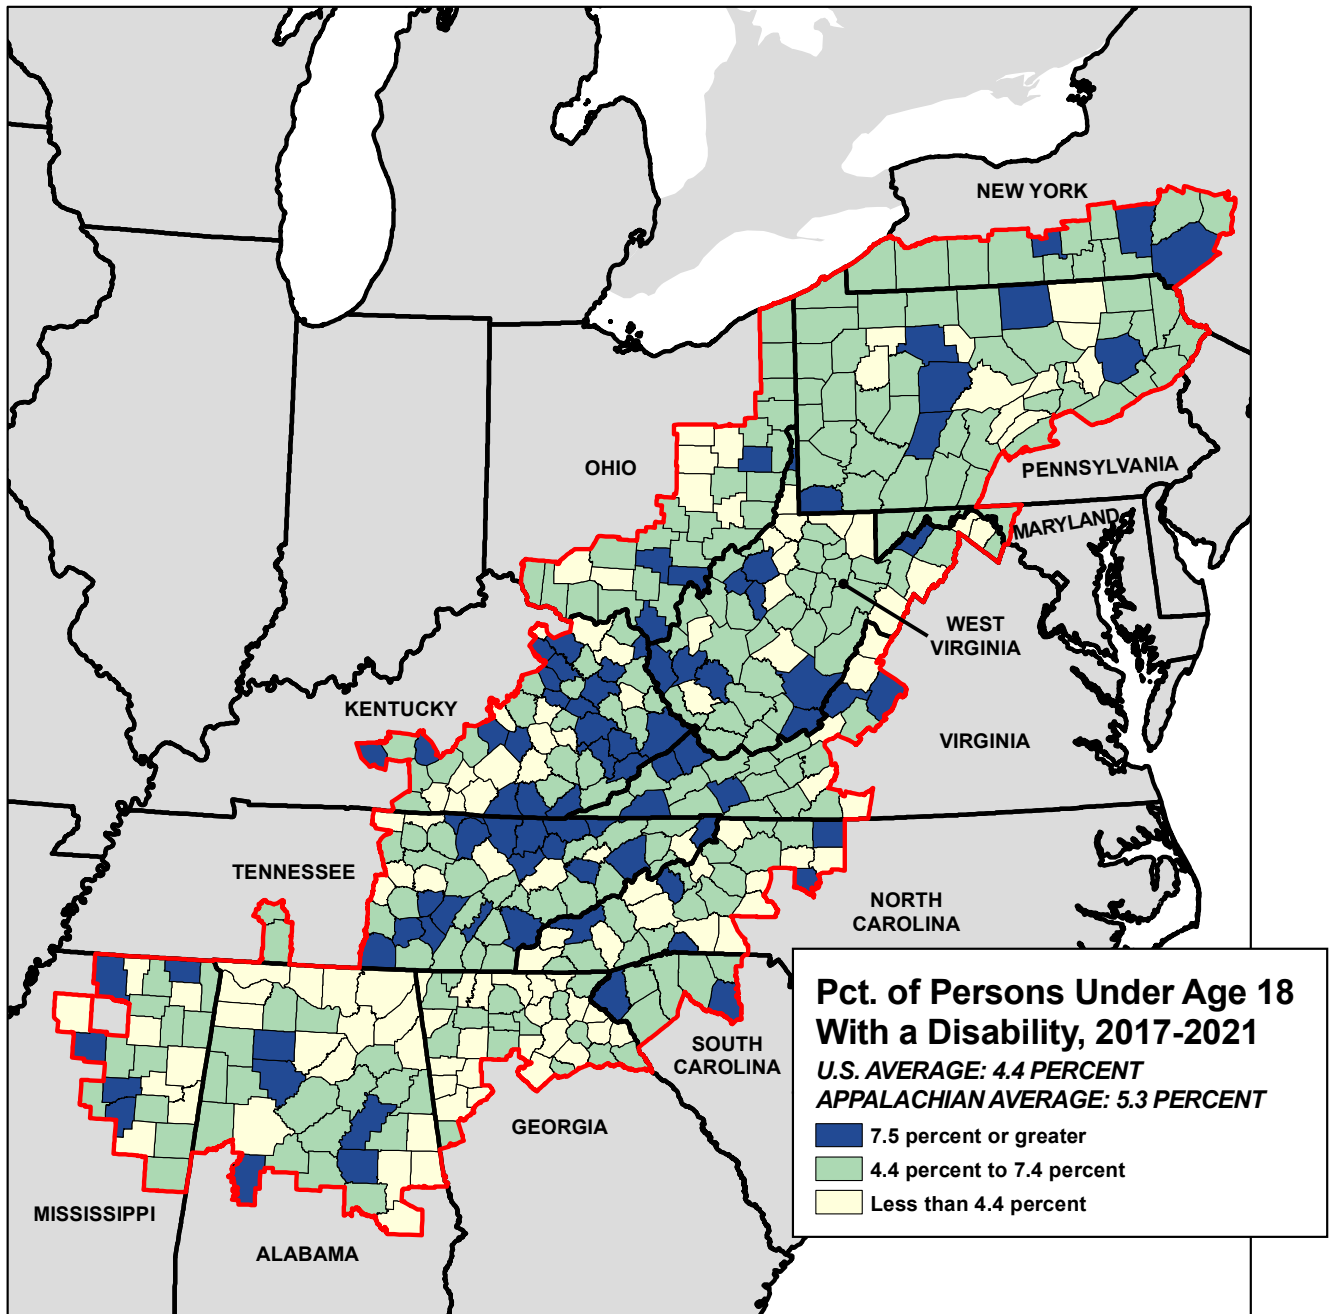 NEW YORK
PENNSYLVANIA
OHIO
MARYLAND
WEST
VIRGINIA
KENTUCKY
VIRGINIA
TENNESSEE
NORTH
CAROLINA
SOUTH
CAROLINA
GEORGIA
MISSISSIPPI
ALABAMA
Pct. of Persons Under Age 18
With a Disability, 2017-2021
U.S. AVERAGE: 4.4 PERCENT
APPALACHIAN AVERAGE: 5.3 PERCENT
7.5 percent or greater
4.4 percent to 7.4 percent
Less than 4.4 percent